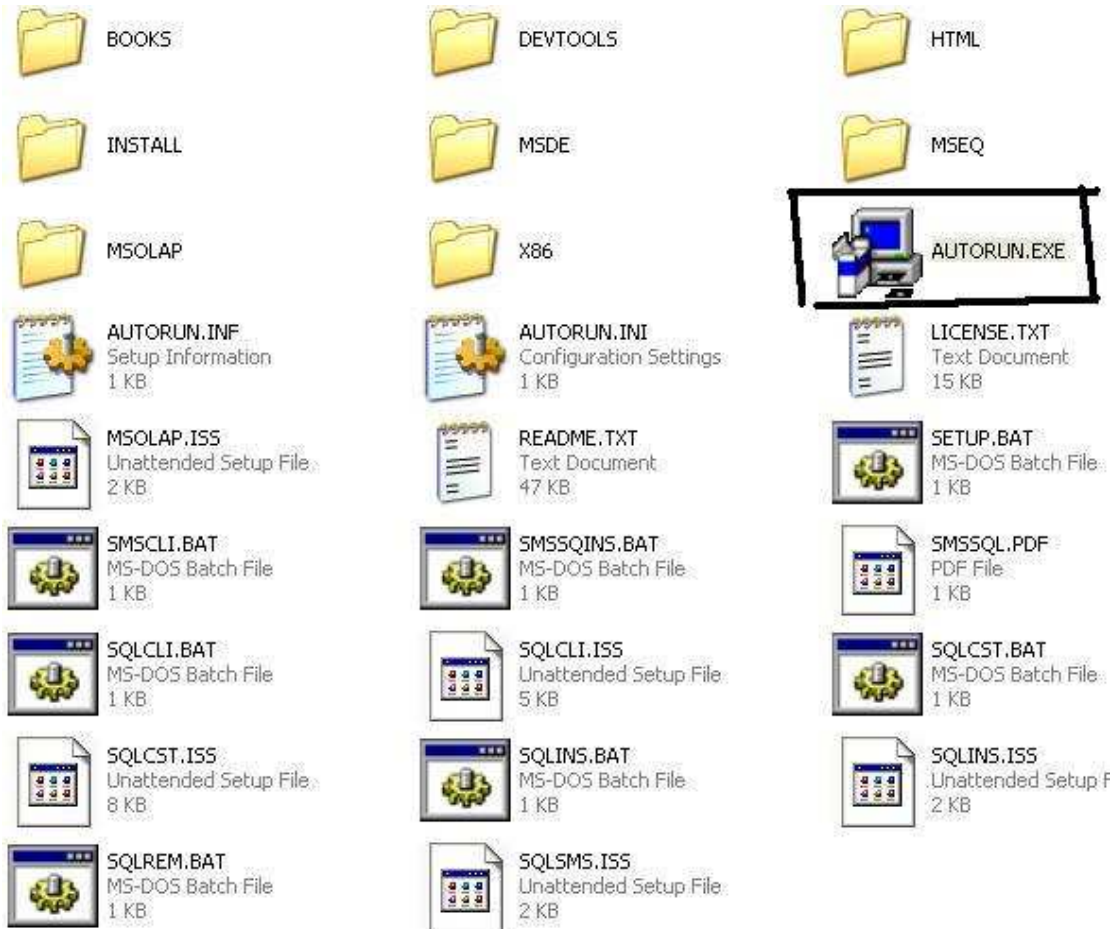 BOOKS
DEVTOOLS
HTML
INSTALL
MSDE
MSEQ
MSOLAP
X86
AUTORUN.EXE
AUTORUN.INF
Setup Information
1 KB
AUTORUN.INI
Configuration Settings
1 KB
LICENSE.TXT
Text Document
15 KB
MSOLAP.ISS
Unattended Setup File
2 KB
README.TXT
Text Document
47 KB
SETUP.BAT
MS-DOS Batch File
1 KB
SMSCLI.BAT
MS-DOS Batch File
1 KB
SMSSQINS.BAT
MS-DOS Batch File
1 KB
SMSSQL.PDF
PDF File
1 KB
SQLCLI.BAT
MS-DOS Batch File
1 KB
SQLCLI.ISS
Unattended Setup File
5 KB
SQLCST.BAT
MS-DOS Batch File
1 KB
SQLCST.ISS
Unattended Setup File
8 KB
SQLINS.BAT
MS-DOS Batch File
1 KB
SQLINS.ISS
Unattended Setup F
2 KB
SQLREM.BAT
MS-DOS Batch File
1 KB
SQLSMS.ISS
Unattended Setup File
2 KB